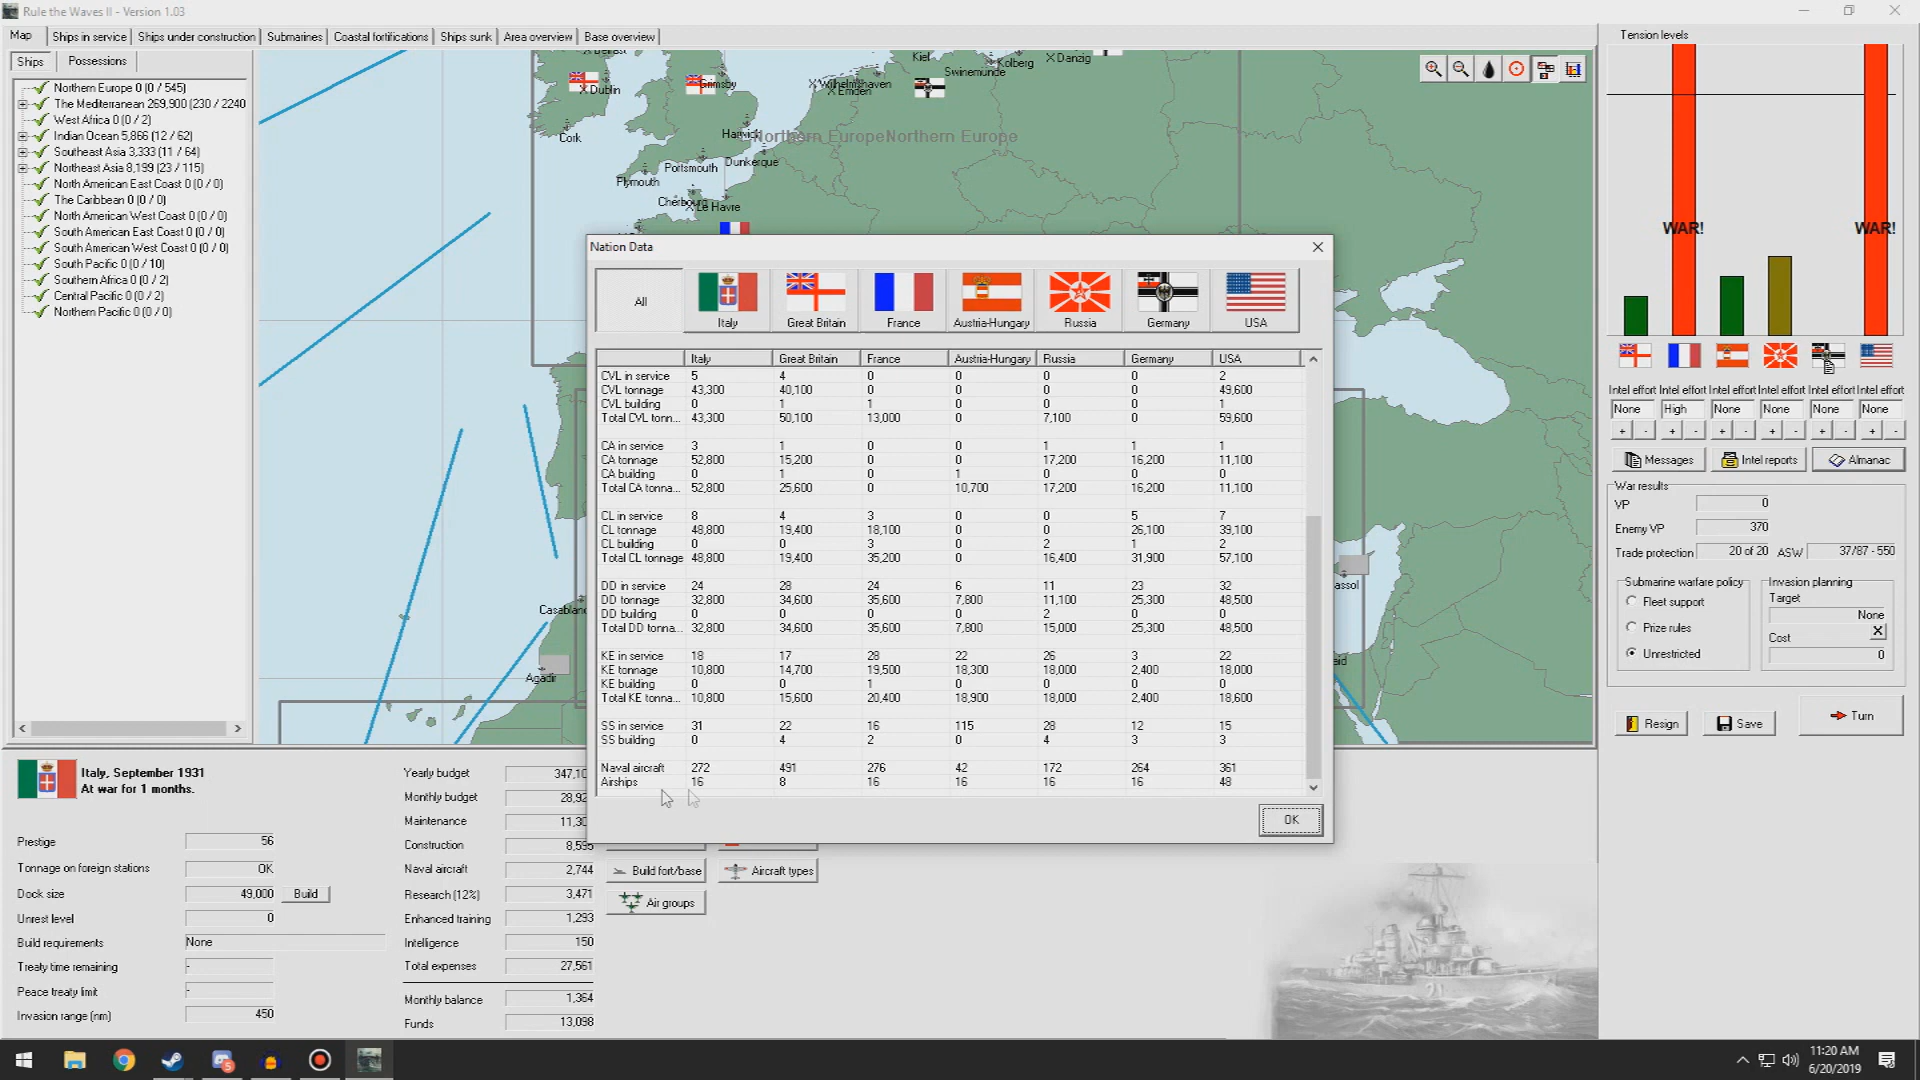 Rule the Waves II - Version 1.03
Map Ships in service Ships under construction Submarines Coastal fortifications Ships sunk Area overview Base overview
Ships Possessions
Northern Europe 0 (0 / 545)
The Mediterranean 269,900 (230 / 2240
West Africa 0 (0 / 2)
Indian Ocean 5,866 (12 / 62)
Southeast Asia 3,333 (11 / 64)
Northeast Asia 8,199 (23 / 115)
North American East Coast 0 (0 / 0)
The Caribbean 0 (0 / 0)
North American West Coast 0 (0 / 0)
South American East Coast 0 (0 / 0)
South American West Coast 0 (0 / 0)
South Pacific 0 (0 / 10)
Southern Africa 0 (0 / 2)
Central Pacific 0 (0 / 2)
Northern Pacific 0 (0 / 0)
Belfast
Dublin
Grimsby
Cork
Harwich
Portsmouth
Dunkerque
Plymouth
Cherbourg
Le Havre
Wilhelmshaven
Emden
Kiel
Swinemunde
Kolberg
Danzig
Northern Europe Northern Europe
Casablanc
Agadir
assol
Nation Data
All Italy Great Britain France Austria-Hungary Russia Germany USA
Italy Great Britain France Austria-Hungary Russia Germany USA
CVL in service 5 4 0 0 0 0 2
CVL tonnage 43,300 40,100 0 0 0 0 49,600
CVL building 0 1 1 0 1
Total CVL tonn... 43,300 50,100 13,000 0 7,100 0 59,600
CA in service 3 1 0 0 1 1 1
CA tonnage 52,800 15,200 0 0 17,200 16,200 11,100
CA building 0 1 0 1 0 0 0
Total CA tonna... 52,800 25,600 0 10,700 17,200 16,200 11,100
CL in service 8 4 3 0 0 5 7
CL tonnage 48,800 19,400 18,100 0 0 26,100 39,100
CL building 0 0 3 0 2 1 2
Total CL tonnage 48,800 19,400 35,200 0 16,400 31,900 57,100
DD in service 24 28 24 6 11 23 32
DD tonnage 32,800 34,600 35,600 7,800 11,100 25,300 48,500
DD building 0 0 0 0 2 0 0
Total DD tonna... 32,800 34,600 35,600 7,800 15,000 25,300 48,500
KE in service 18 17 28 22 26 3 22
KE tonnage 10,800 14,700 19,500 18,300 18,000 2,400 18,000
KE building 0 0 1 0 0 0 0
Total KE tonna... 10,800 15,600 20,400 18,900 18,000 2,400 18,600
SS in service 31 22 16 115 28 12 15
SS building 0 4 2 0 4 3 3
Naval aircraft 272 491 276 42 172 264 361
Airships 16 8 16 16 16 16 48
OK
Tension levels
WAR! WAR!
Intel effort Intel effort Intel effort Intel effort Intel effort Intel effort
None High None None None None
+ - + - + - + - + - + -
Messages Intel reports Almanac
War results
VP 0
Enemy VP 370
Trade protection 20 of 20 ASW 37/87 - 550
Submarine warfare policy
Fleet support
Prize rules
Unrestricted
Invasion planning
Target
None
Cost X
0
Resign Save Turn
Italy, September 1931
At war for 1 months.
Prestige 56
Tonnage on foreign stations OK
Dock size 49,000 Build
Unrest level 0
Build requirements None
Treaty time remaining -
Peace treaty limit -
Invasion range (nm) 450
Yearly budget 347,10
Monthly budget 28,92
Maintenance 11,30
Construction 8,595
Naval aircraft 2,744
Research (12%) 3,471
Enhanced training 1,293
Intelligence 150
Total expenses 27,561
Monthly balance 1,364
Funds 13,098
Build fort/base Aircraft types
Air groups
5
11:20 AM
6/20/2019